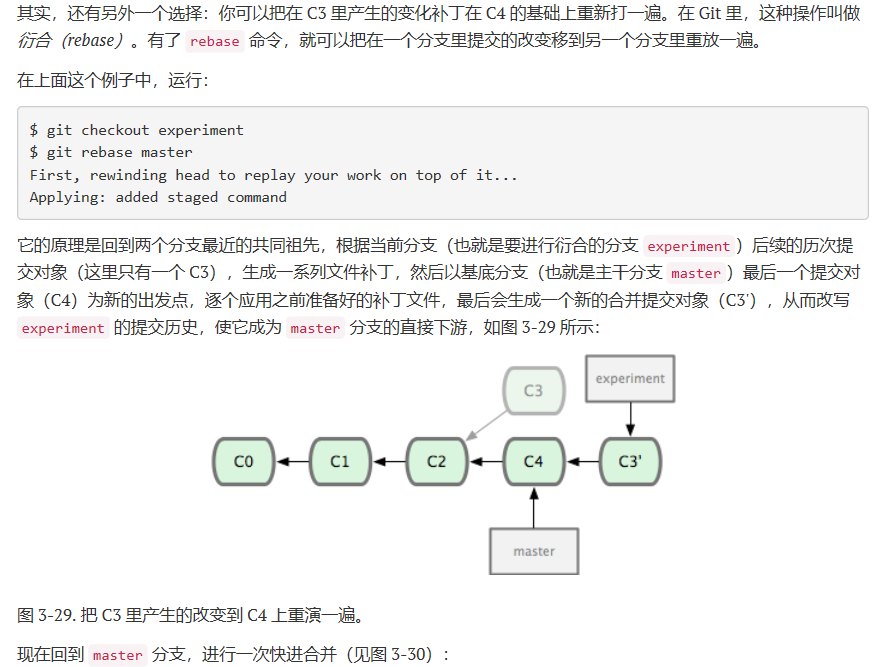 其实，还有另外一个选择：你可以把在 C3 里产生的变化补丁在 C4 的基础上重新打一遍。在 Git 里，这种操作叫做
衍合（rebase）。有了 rebase 命令，就可以把在一个分支里提交的改变移到另一个分支里重放一遍。
在上面这个例子中，运行：
$ git checkout experiment
$ git rebase master
First, rewinding head to replay your work on top of it...
Applying: added staged command
它的原理是回到两个分支最近的共同祖先，根据当前分支（也就是要进行衍合的分支 experiment）后续的历次提
交对象（这里只有一个 C3），生成一系列文件补丁，然后以基底分支（也就是主干分支 master）最后一个提交对
象（C4）为新的出发点，逐个应用之前准备好的补丁文件，最后会生成一个新的合并提交对象（C3'），从而改写
experiment 的提交历史，使它成为 master 分支的直接下游，如图 3-29 所示：
C3
experiment
C0
C1
C2
C4
C3'
master
图 3-29. 把 C3 里产生的改变到 C4 上重演一遍。
现在回到 master 分支，进行一次快进合并（见图 3-30）：